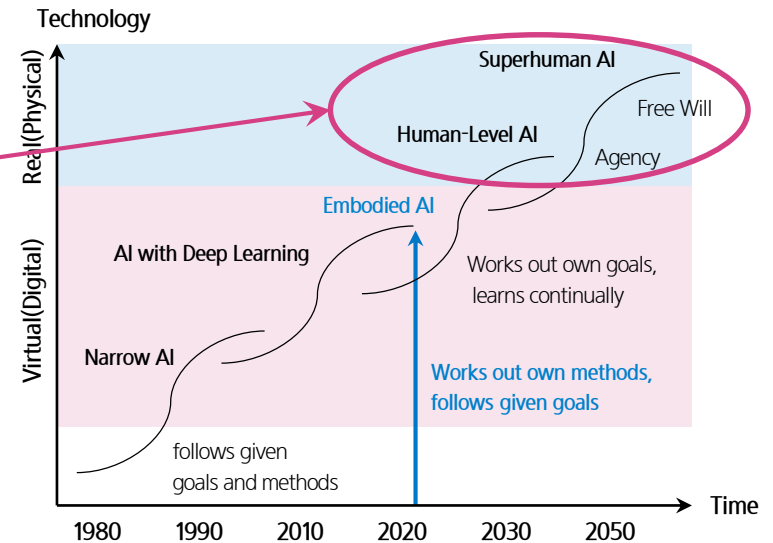 Technology
Real(Physical)
Virtual(Digital)
Superhuman AI
Free Will
Human-Level AI
Agency
Embodied AI
AI with Deep Learning
Works out own goals,
learns continually
Narrow AI
Works out own methods,
follows given goals
follows given
goals and methods
Time
1980 1990 2010 2020 2030 2050